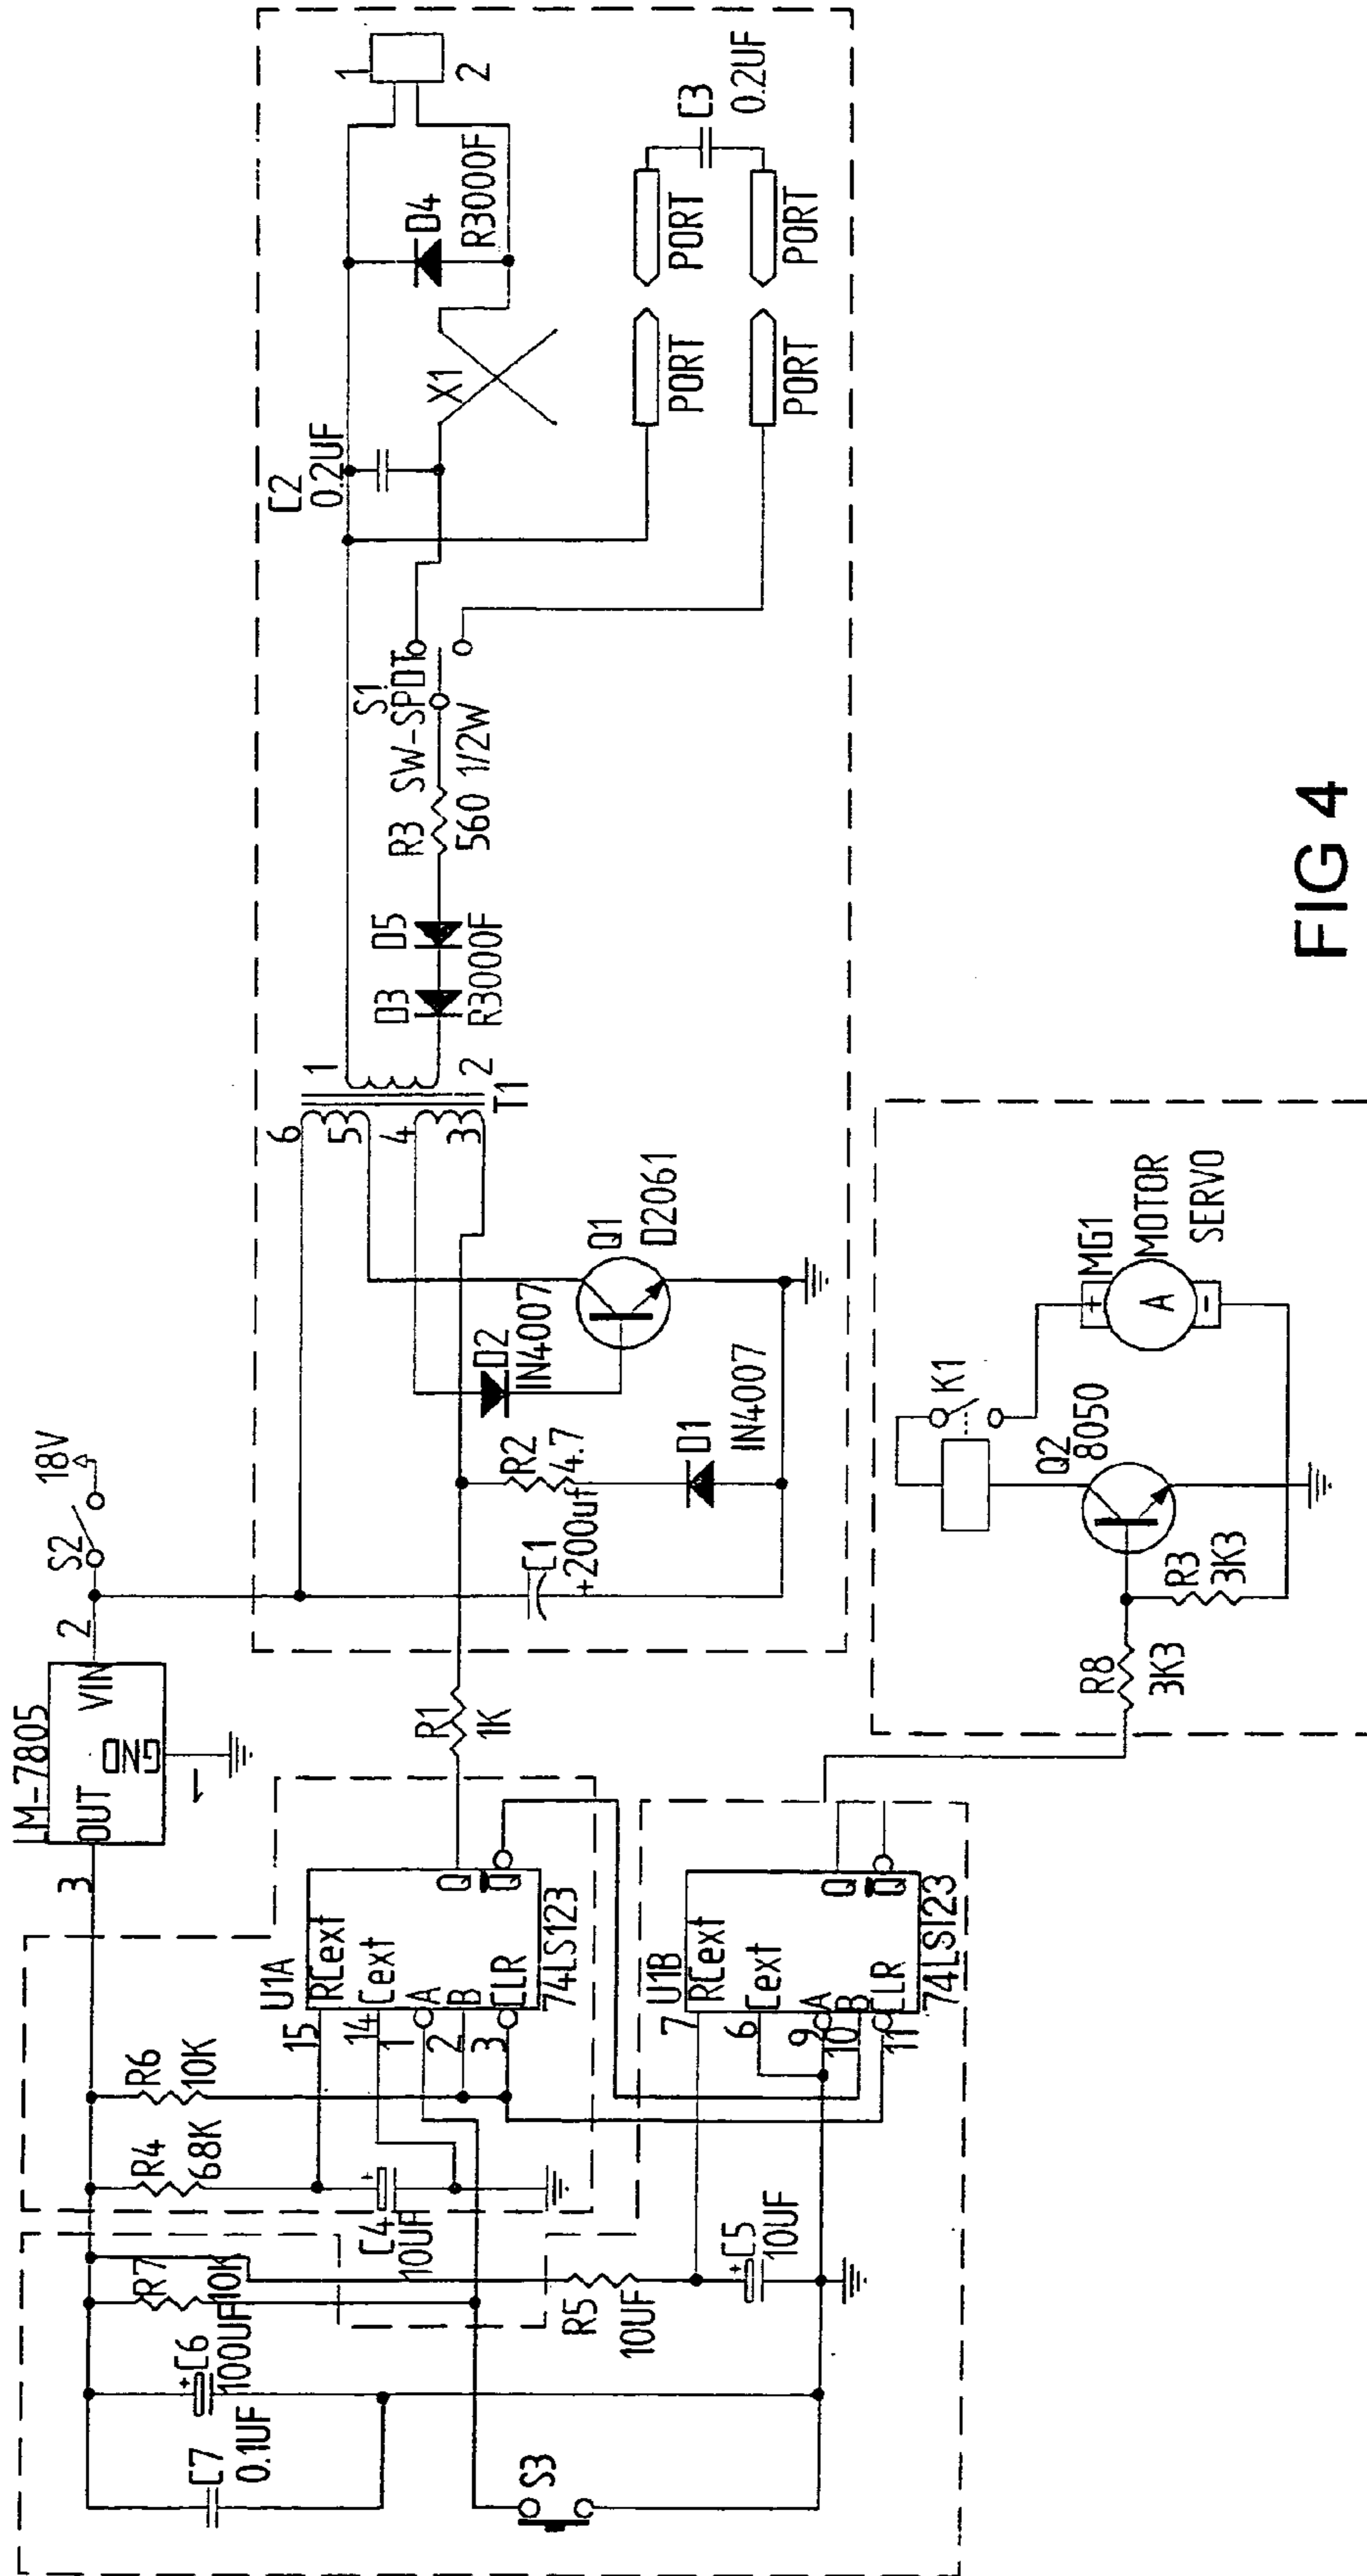 LM-7805
OUT
VIN
GND
3
2
1
S2
18V
R6
10K
R4
68K
R7
10K
C6
+
100UF
C7
0.1UF
C4
+
10UF
U1A
RCext
Cext
A
B
CLR
Q
Q
74LS123
15
14
1
2
3
R1
1K
S3
R5
10UF
C5
+
10UF
U1B
RCext
Cext
A
B
CLR
Q
Q
74LS123
7
6
9
10
11
C1
+200uf
R2
4.7
D1
IN4007
D2
IN4007
Q1
D2061
6
5
4
3
1
2
T1
D3
D5
R3000F
R3
560 1/2W
S1
SW-SPDT
C2
0.2UF
X1
D4
R3000F
1
2
PORT
PORT
PORT
PORT
C3
0.2UF
R8
3K3
R3
3K3
Q2
8050
K1
MG1
+
A
-
MOTOR
SERVO
FIG 4